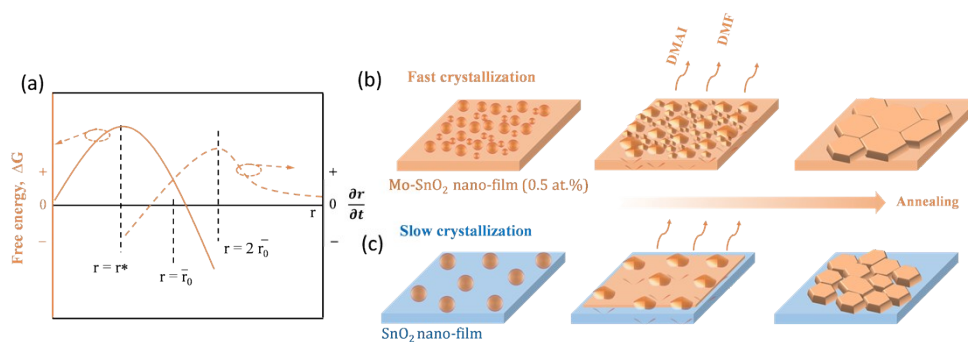 (a)
Free energy, ΔG
+
0
−
+
0
−
r
∂r
∂t
r = r*
r = r̄₀
r = 2 r̄₀
(b)
Fast crystallization
DMAI
DMF
Mo-SnO₂ nano-film (0.5 at.%)
Annealing
(c)
Slow crystallization
SnO₂ nano-film